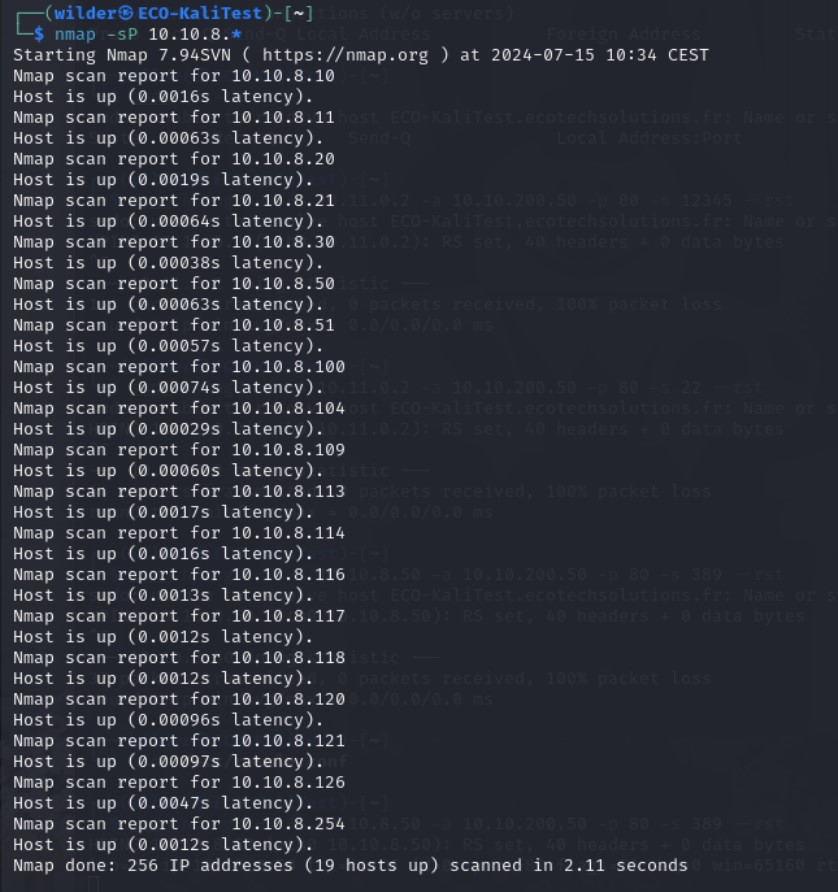 ┌──(wilder㉿ECO-KaliTest)-[~]
└─$ nmap -sP 10.10.8.*
Starting Nmap 7.94SVN ( https://nmap.org ) at 2024-07-15 10:34 CEST
Nmap scan report for 10.10.8.10
Host is up (0.0016s latency).
Nmap scan report for 10.10.8.11
Host is up (0.00063s latency).
Nmap scan report for 10.10.8.20
Host is up (0.0019s latency).
Nmap scan report for 10.10.8.21
Host is up (0.00064s latency).
Nmap scan report for 10.10.8.30
Host is up (0.00038s latency).
Nmap scan report for 10.10.8.50
Host is up (0.00063s latency).
Nmap scan report for 10.10.8.51
Host is up (0.00057s latency).
Nmap scan report for 10.10.8.100
Host is up (0.00074s latency).
Nmap scan report for 10.10.8.104
Host is up (0.00029s latency).
Nmap scan report for 10.10.8.109
Host is up (0.00060s latency).
Nmap scan report for 10.10.8.113
Host is up (0.0017s latency).
Nmap scan report for 10.10.8.114
Host is up (0.0016s latency).
Nmap scan report for 10.10.8.116
Host is up (0.0013s latency).
Nmap scan report for 10.10.8.117
Host is up (0.0012s latency).
Nmap scan report for 10.10.8.118
Host is up (0.0012s latency).
Nmap scan report for 10.10.8.120
Host is up (0.00096s latency).
Nmap scan report for 10.10.8.121
Host is up (0.00097s latency).
Nmap scan report for 10.10.8.126
Host is up (0.0047s latency).
Nmap scan report for 10.10.8.254
Host is up (0.0012s latency).
Nmap done: 256 IP addresses (19 hosts up) scanned in 2.11 seconds